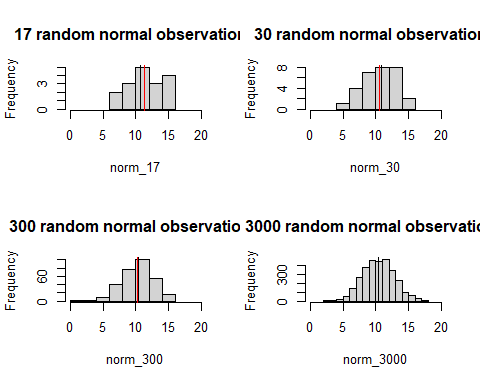 17 random normal observation
Frequency
3
0
0 5 10 15 20
norm_17
30 random normal observation
Frequency
8
4
0
0 5 10 15 20
norm_30
300 random normal observatio
Frequency
60
0
0 5 10 15 20
norm_300
3000 random normal observatio
Frequency
300
0
0 5 10 15 20
norm_3000